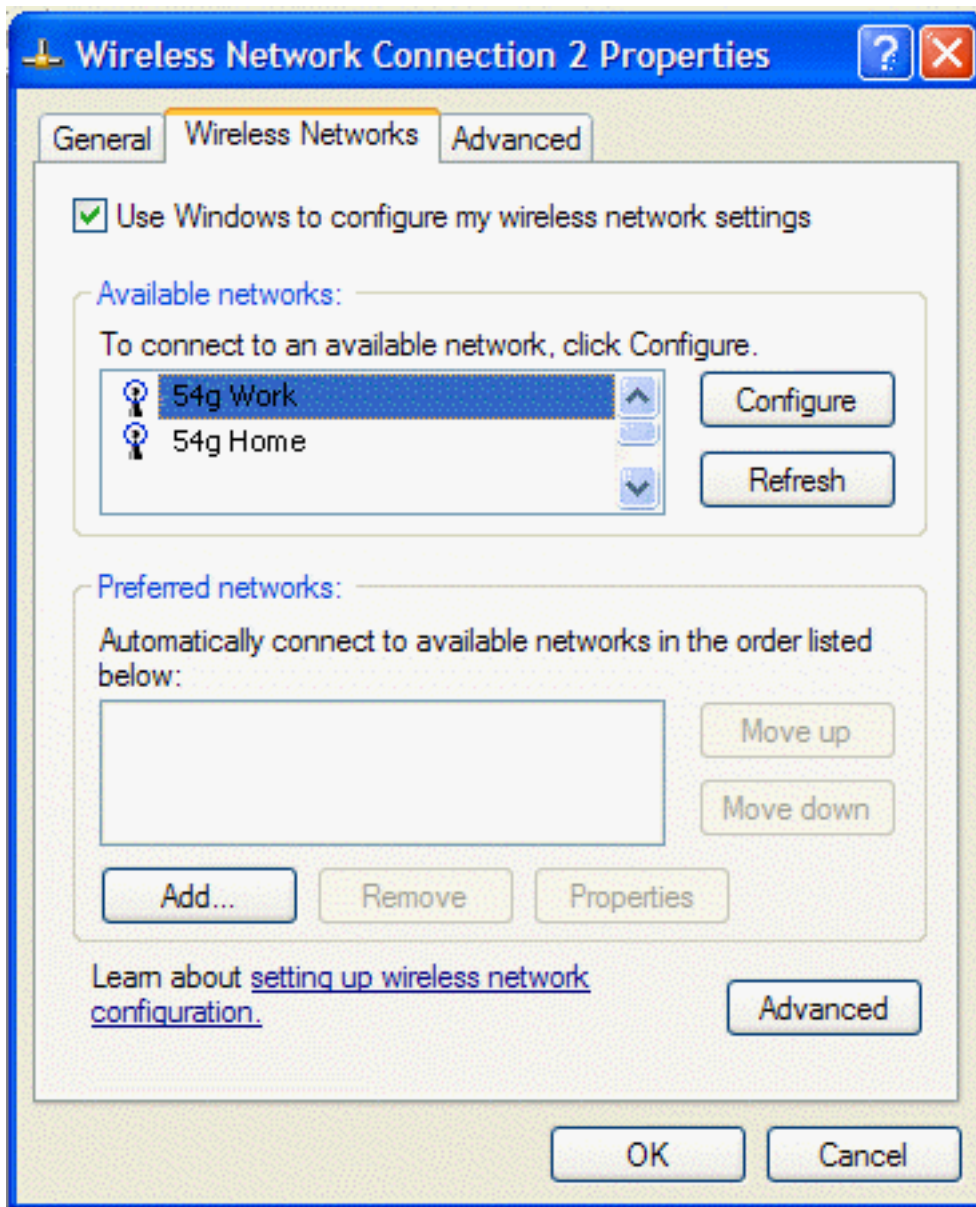 Wireless Network Connection 2 Properties
General Wireless Networks Advanced
Use Windows to configure my wireless network settings
Available networks:
To connect to an available network, click Configure.
54g Work
54g Home
Configure
Refresh
Preferred networks:
Automatically connect to available networks in the order listed
below:
Move up
Move down
Add... Remove Properties
Learn about setting up wireless network
configuration.
Advanced
OK Cancel